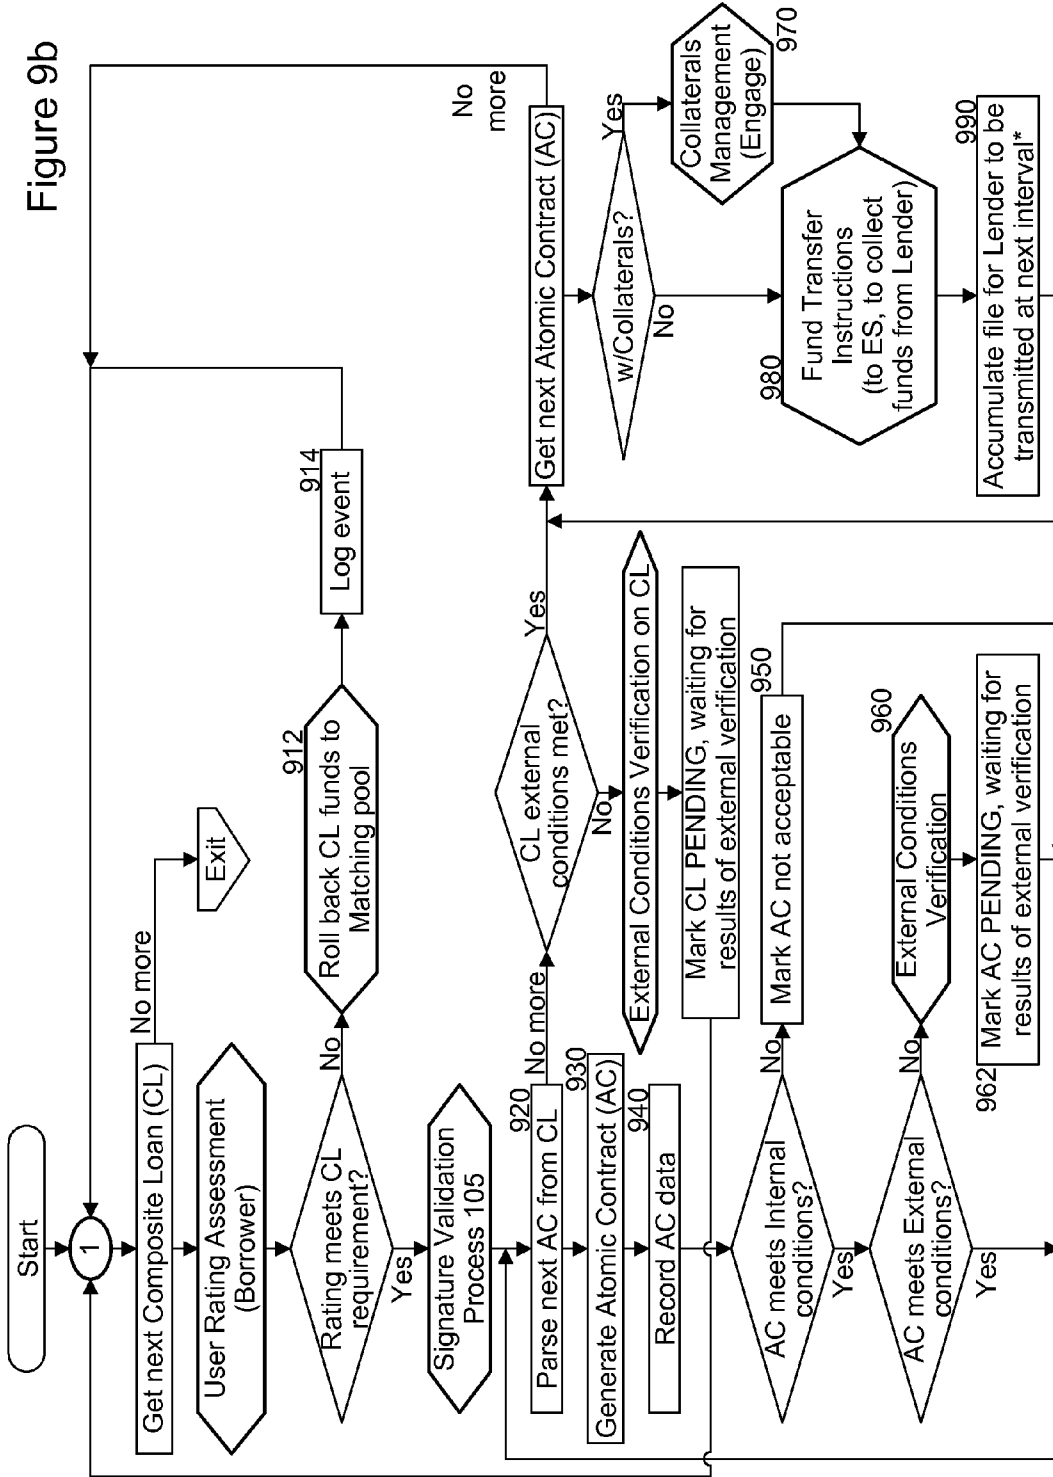 Figure 9b
Start
1
Get next Composite Loan (CL)
No more
Exit
User Rating Assessment
(Borrower)
Rating meets CL
requirement?
No
Yes
912
Roll back CL funds to
Matching pool
914
Log event
Signature Validation
Process 105
920
Parse next AC from CL
No more
930
Generate Atomic Contract (AC)
940
Record AC data
AC meets Internal
conditions?
No
Yes
950
Mark AC not acceptable
AC meets External
conditions?
No
Yes
960
External Conditions
Verification
962
Mark AC PENDING, waiting for
results of external verification
CL external
conditions met?
Yes
No
External Conditions Verification on CL
Mark CL PENDING, waiting for
results of external verification
Get next Atomic Contract (AC)
No
more
w/Collaterals?
Yes
No
Collaterals
Management
(Engage)
970
980
Fund Transfer
Instructions
(to ES, to collect
funds from Lender)
990
Accumulate file for Lender to be
transmitted at next interval*